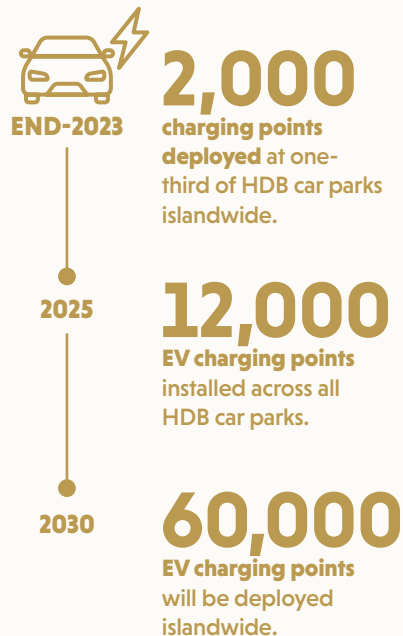 END-2023
2,000
charging points
deployed at one-
third of HDB car parks
islandwide.
2025
12,000
EV charging points
installed across all
HDB car parks.
2030
60,000
EV charging points
will be deployed
islandwide.